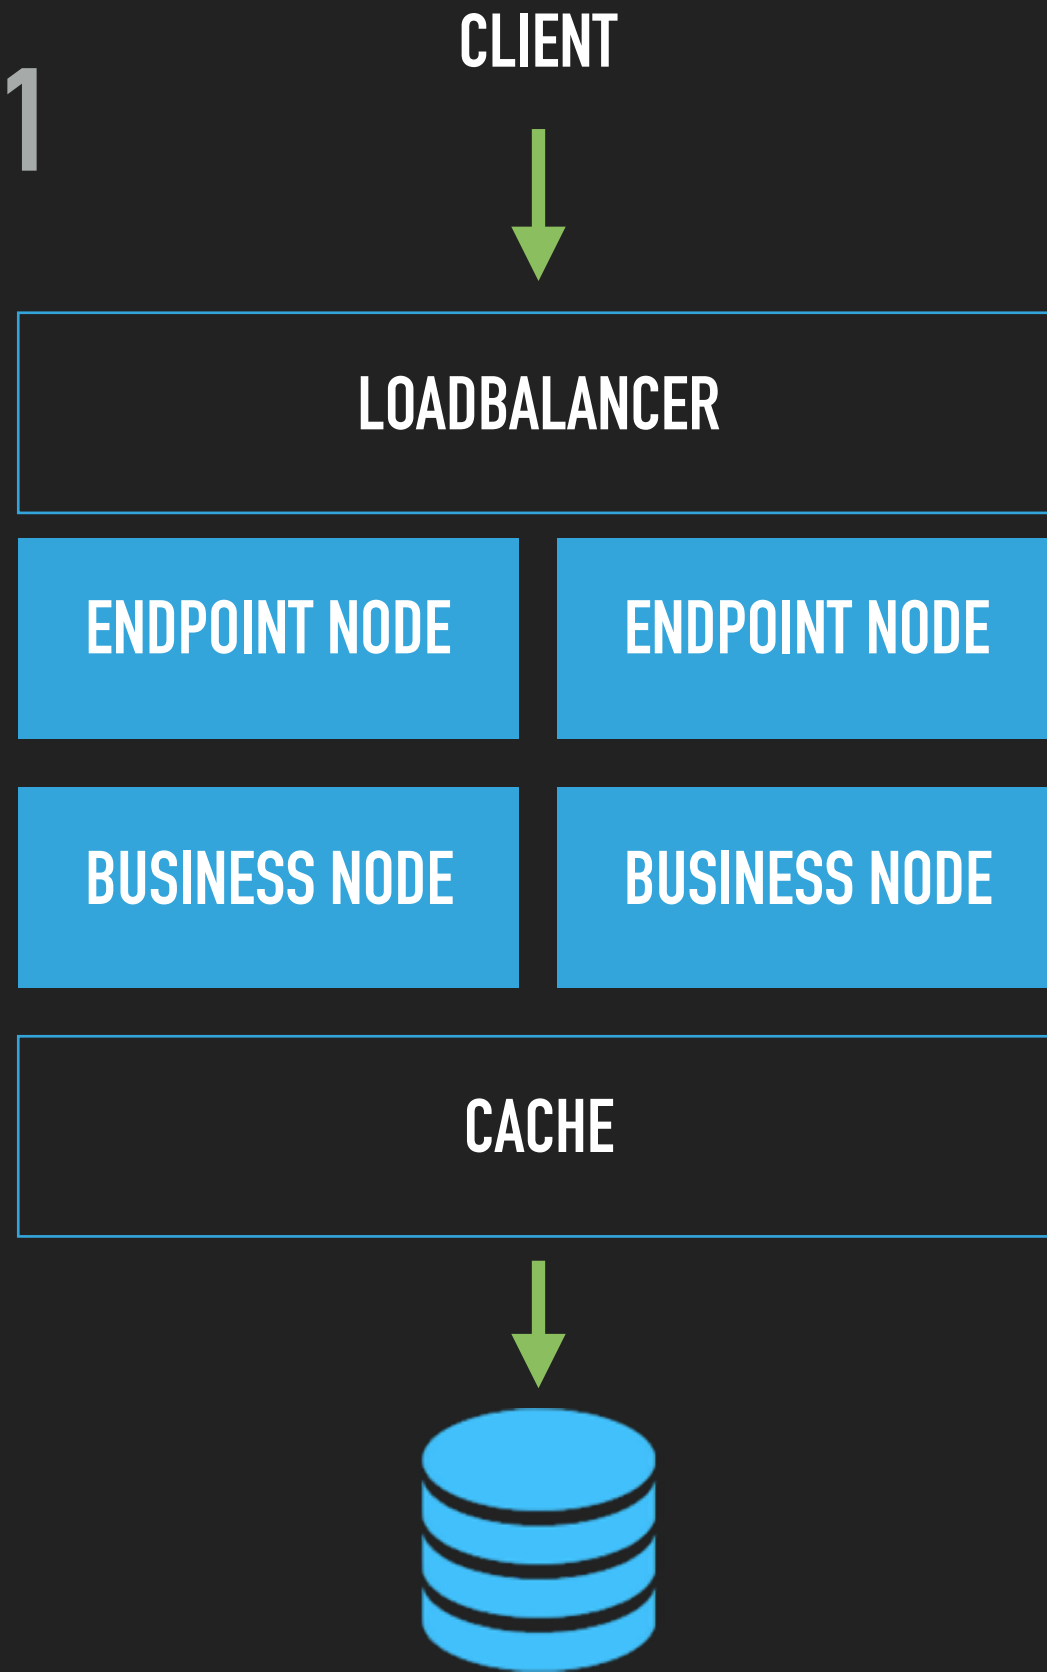 CLIENT
1
LOADBALANCER
ENDPOINT NODE
ENDPOINT NODE
BUSINESS NODE
BUSINESS NODE
CACHE